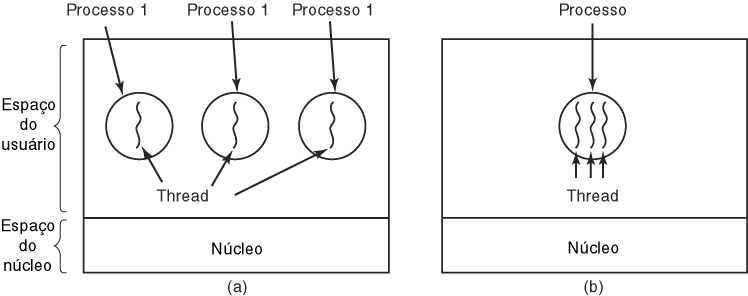 Processo 1
Processo 1
Processo 1
Processo
Espaço
do
usuário
Thread
Thread
Espaço
do
núcleo
Núcleo
Núcleo
(a)
(b)